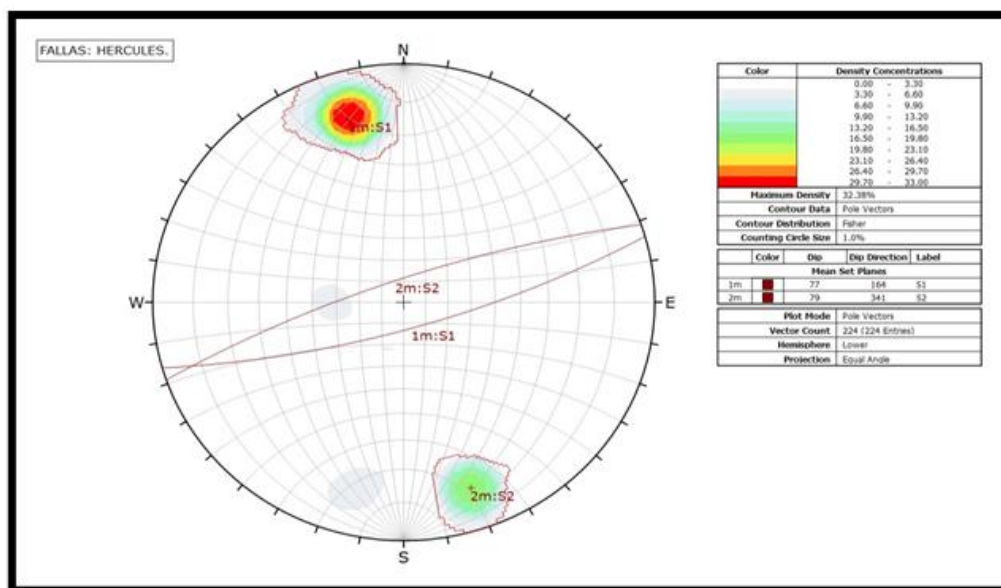 FALLAS: HERCULES.
N
1m:S1
W
2m:S2
E
1m:S1
2m:S2
S
Color Density Concentrations
0.00 - 3.30
3.30 - 6.60
6.60 - 9.90
9.90 - 13.20
13.20 - 16.50
16.50 - 19.80
19.80 - 23.10
23.10 - 26.40
26.40 - 29.70
29.70 - 33.00
Maximum Density 32.38%
Contour Data Pole Vectors
Contour Distribution Fisher
Counting Circle Size 1.0%
Color Dip Dip Direction Label
Mean Set Planes
1m 77 164 S1
2m 79 341 S2
Plot Mode Pole Vectors
Vector Count 224 (224 Entries)
Hemisphere Lower
Projection Equal Angle